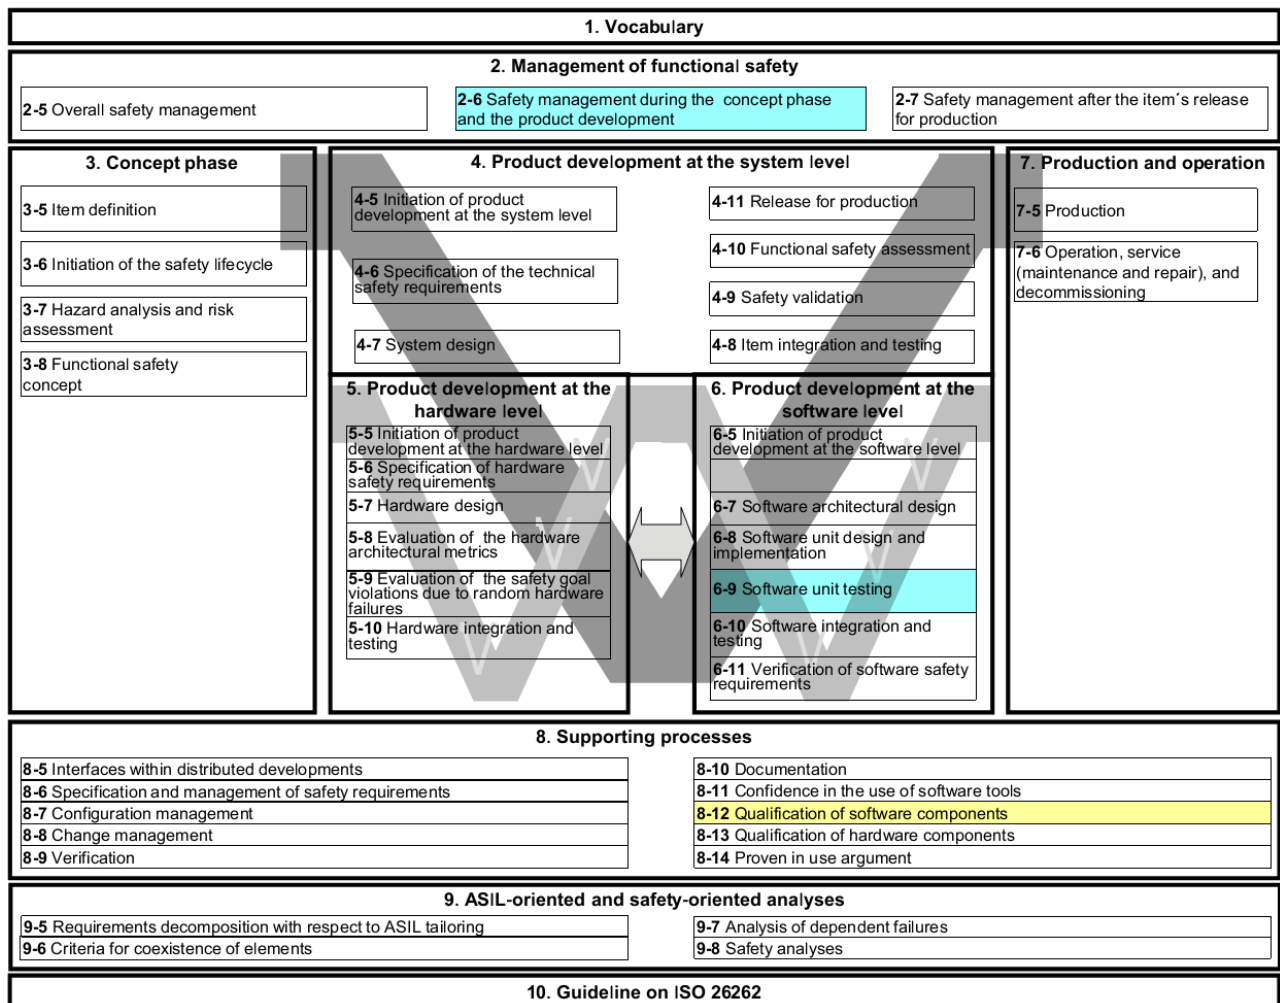 1. Vocabulary
2. Management of functional safety
2-5 Overall safety management
2-6 Safety management during the concept phase
and the product development
2-7 Safety management after the item´s release
for production
3. Concept phase
3-5 Item definition
3-6 Initiation of the safety lifecycle
3-7 Hazard analysis and risk
assessment
3-8 Functional safety
concept
4. Product development at the system level
4-5 Initiation of product
development at the system level
4-6 Specification of the technical
safety requirements
4-7 System design
4-11 Release for production
4-10 Functional safety assessment
4-9 Safety validation
4-8 Item integration and testing
7. Production and operation
7-5 Production
7-6 Operation, service
(maintenance and repair), and
decommissioning
5. Product development at the
hardware level
5-5 Initiation of product
development at the hardware level
5-6 Specification of hardware
safety requirements
5-7 Hardware design
5-8 Evaluation of the hardware
architectural metrics
5-9 Evaluation of the safety goal
violations due to random hardware
failures
5-10 Hardware integration and
testing
6. Product development at the
software level
6-5 Initiation of product
development at the software level
6-7 Software architectural design
6-8 Software unit design and
implementation
6-9 Software unit testing
6-10 Software integration and
testing
6-11 Verification of software safety
requirements
8. Supporting processes
8-5 Interfaces within distributed developments
8-6 Specification and management of safety requirements
8-7 Configuration management
8-8 Change management
8-9 Verification
8-10 Documentation
8-11 Confidence in the use of software tools
8-12 Qualification of software components
8-13 Qualification of hardware components
8-14 Proven in use argument
9. ASIL-oriented and safety-oriented analyses
9-5 Requirements decomposition with respect to ASIL tailoring
9-6 Criteria for coexistence of elements
9-7 Analysis of dependent failures
9-8 Safety analyses
10. Guideline on ISO 26262